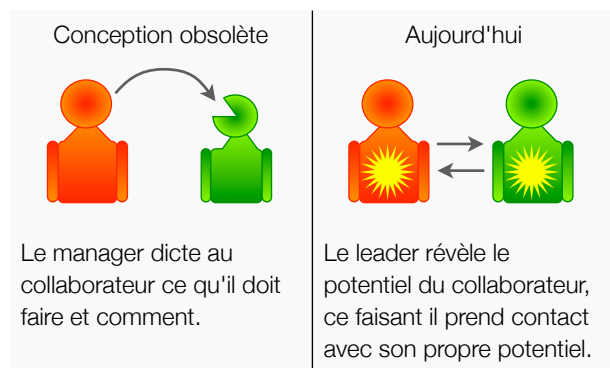 Conception obsolète
Le manager dicte au
collaborateur ce qu'il doit
faire et comment.
Aujourd'hui
Le leader révèle le
potentiel du collaborateur,
ce faisant il prend contact
avec son propre potentiel.